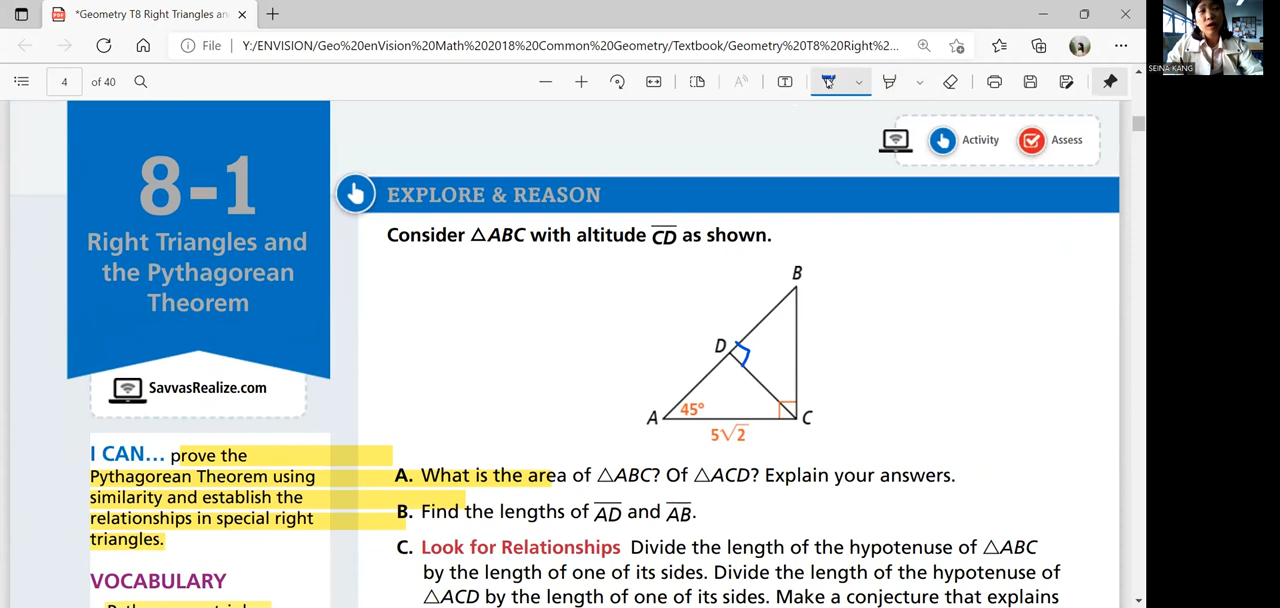 *Geometry T8 Right Triangles an
File
Y:/ENVISION/Geo%20enVision%20Math%202018%20Common%20Geometry/Textbook/Geometry%20T8%20Right%2...
SEINA KANG
4 of 40
8-1
Right Triangles and
the Pythagorean
Theorem
Activity
Assess
EXPLORE & REASON
Consider △ABC with altitude CD as shown.
B
D
A
45°
C
5√2
SavvasRealize.com
I CAN... prove the
Pythagorean Theorem using
similarity and establish the
relationships in special right
triangles.
VOCABULARY
A. What is the area of △ABC? Of △ACD? Explain your answers.
B. Find the lengths of AD and AB.
C. Look for Relationships Divide the length of the hypotenuse of △ABC
by the length of one of its sides. Divide the length of the hypotenuse of
△ACD by the length of one of its sides. Make a conjecture that explains